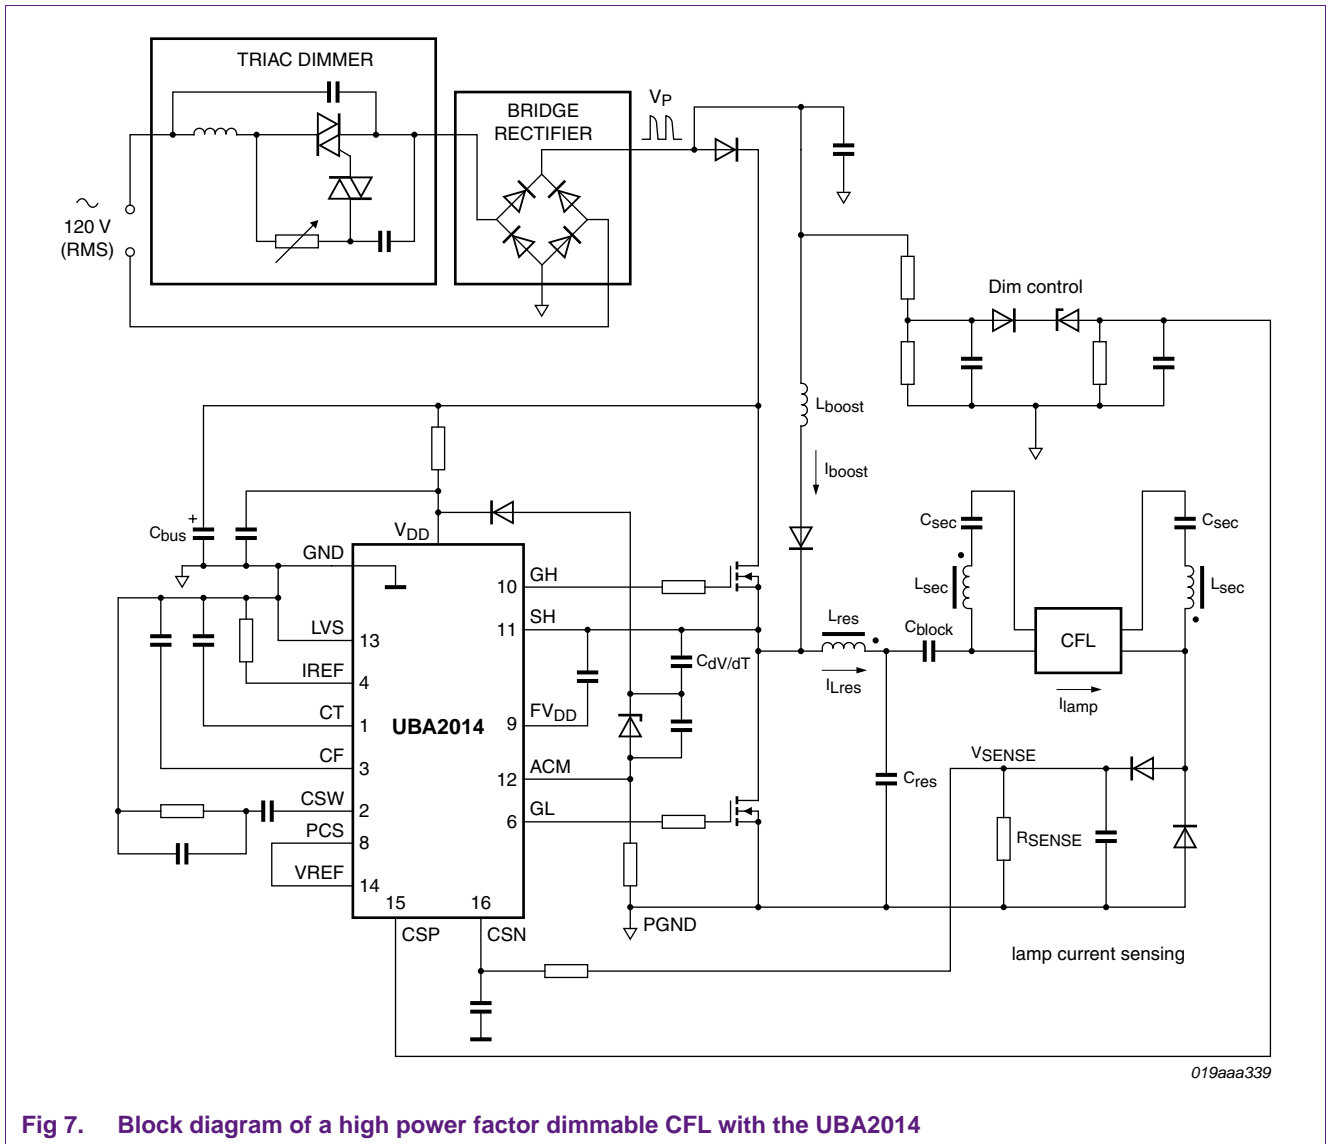 TRIAC DIMMER
BRIDGE
RECTIFIER
VP
120 V
(RMS)
Dim control
Lboost
Iboost
Cbus
+
VDD
GND
GH
10
SH
11
LVS
13
IREF
4
CT
1
CF
3
CSW
2
PCS
8
VREF
14
UBA2014
FVDD
9
ACM
12
GL
6
15
16
CSP
CSN
CdV/dT
PGND
Lres
ILres
Cblock
Cres
Csec
Lsec
CFL
Ilamp
Csec
Lsec
VSENSE
RSENSE
lamp current sensing
019aaa339
Fig 7. Block diagram of a high power factor dimmable CFL with the UBA2014